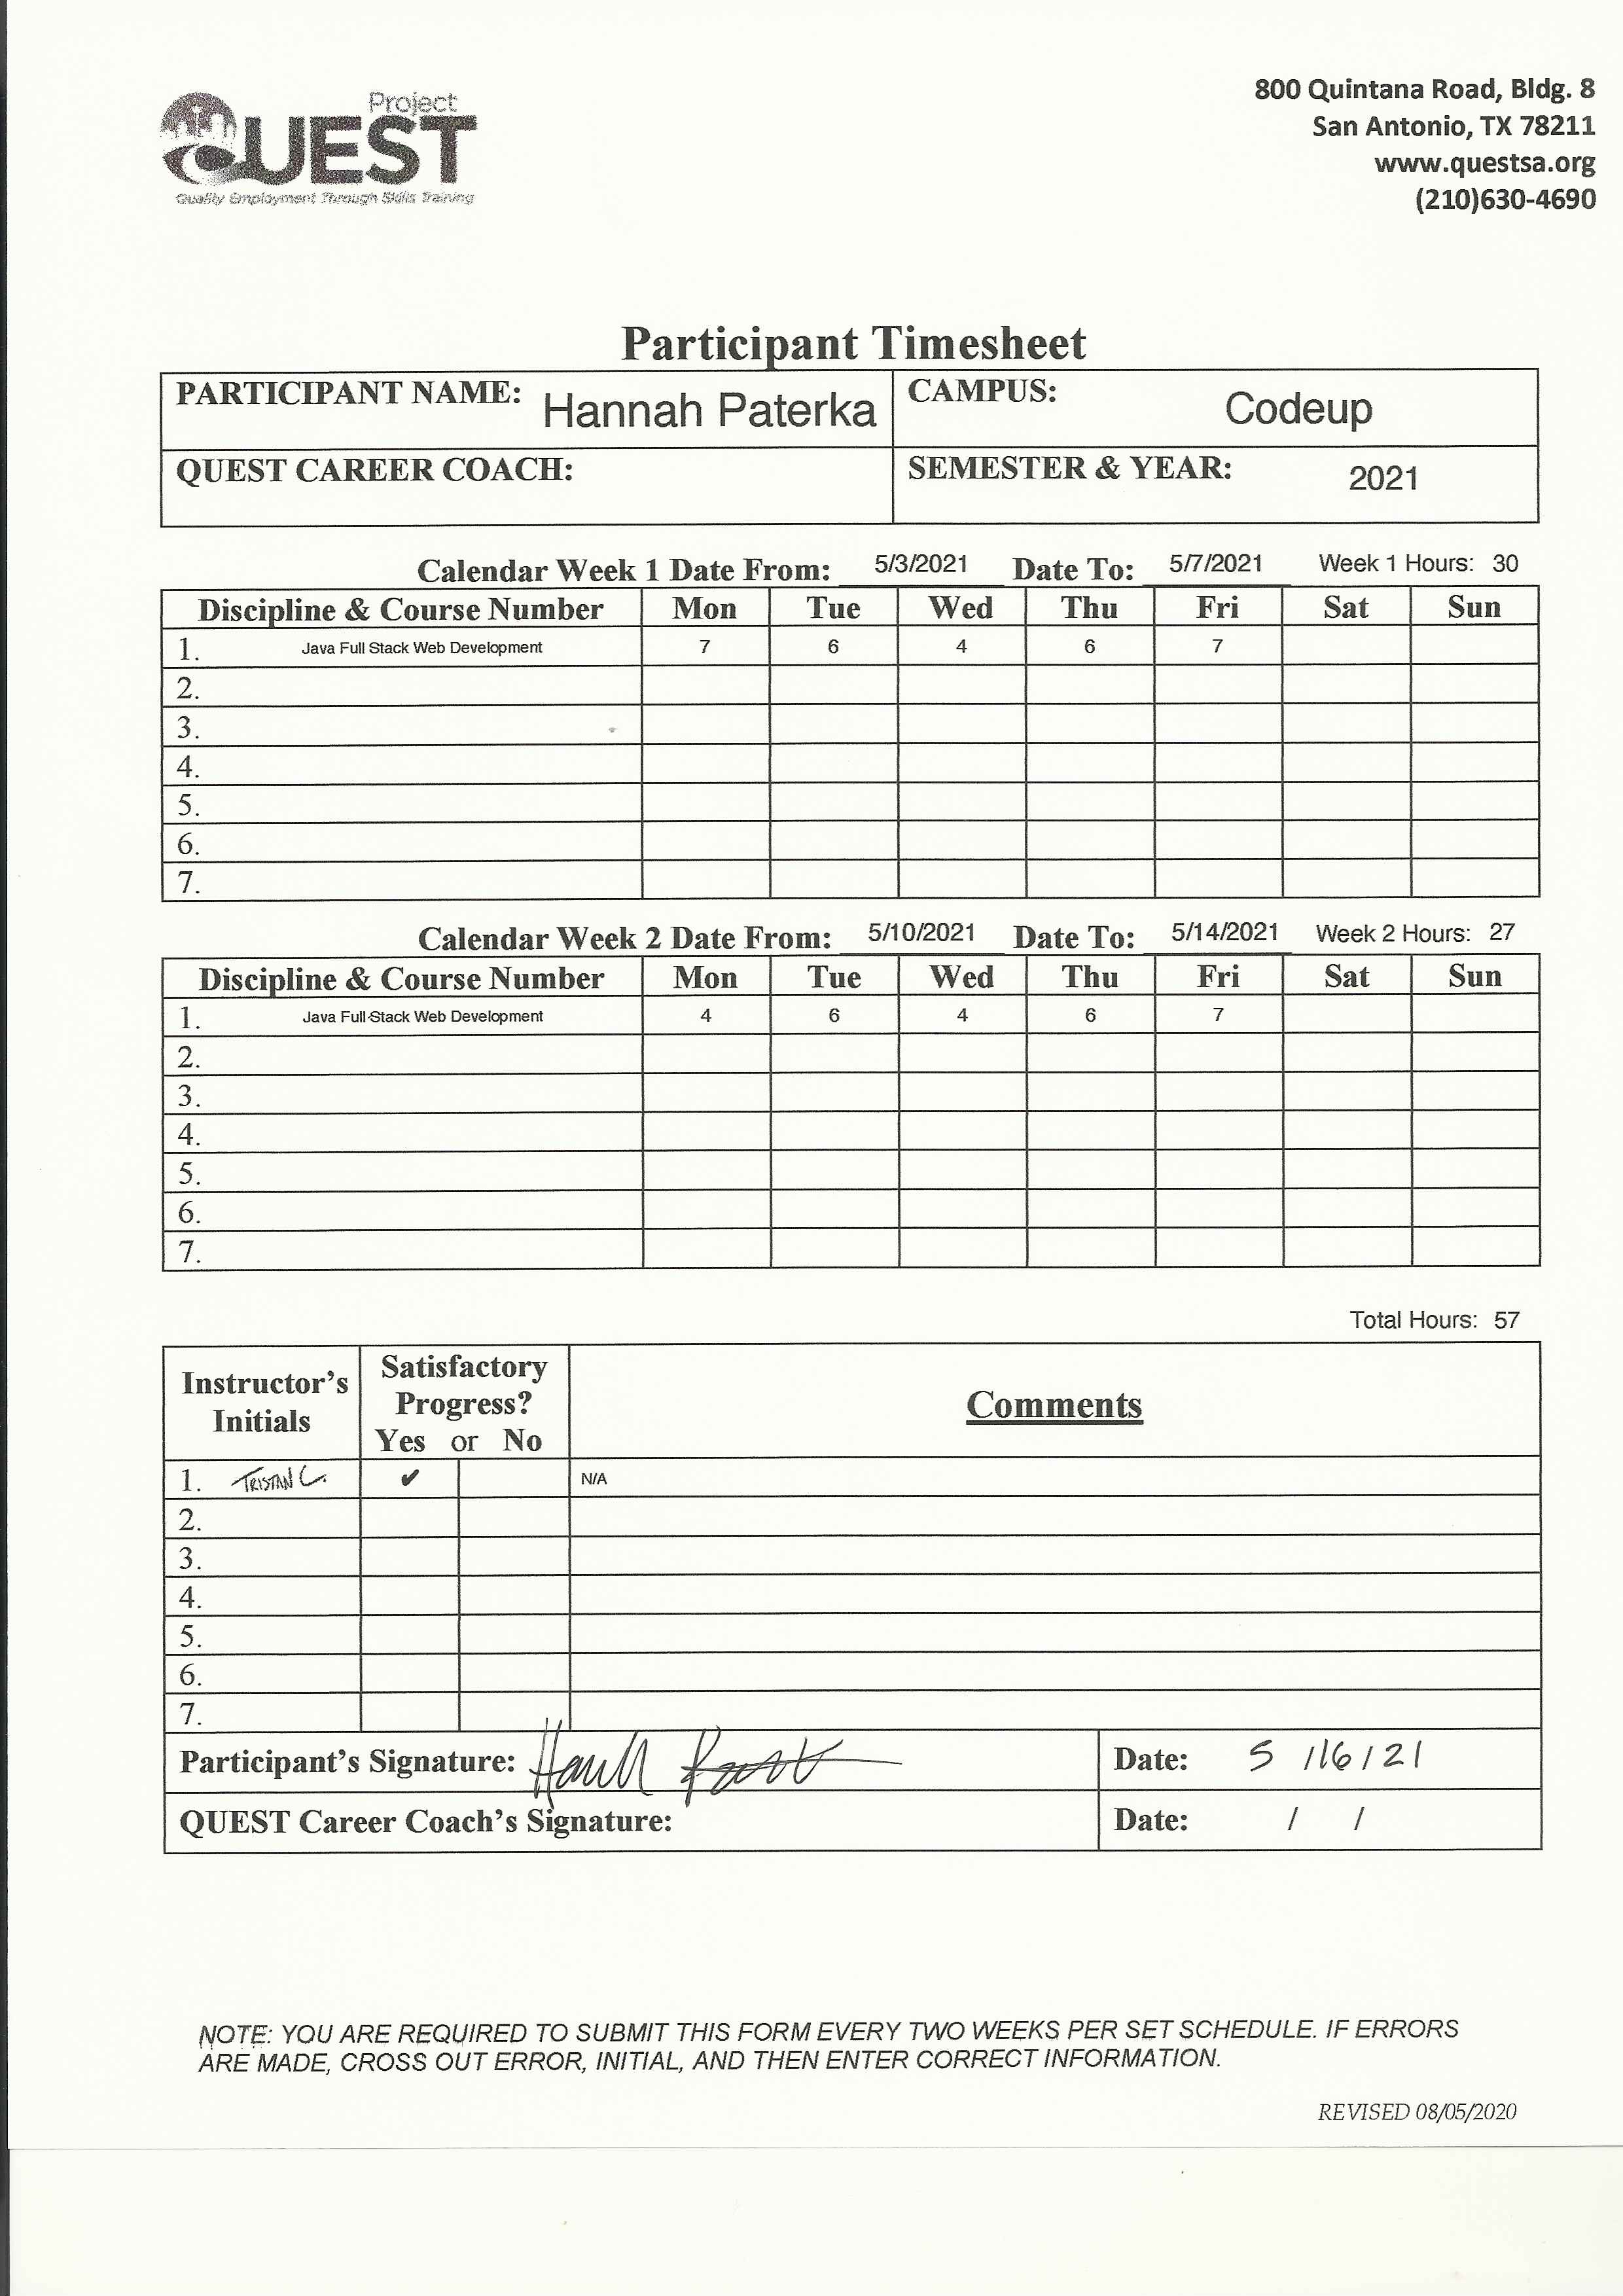 Project
QUEST
Quality Employment Through Skills Training
800 Quintana Road, Bldg. 8
San Antonio, TX 78211
www.questsa.org
(210)630-4690
Participant Timesheet
PARTICIPANT NAME: Hannah Paterka CAMPUS: Codeup
QUEST CAREER COACH: SEMESTER & YEAR: 2021
Calendar Week 1 Date From: 5/3/2021 Date To: 5/7/2021 Week 1 Hours: 30
Discipline & Course Number Mon Tue Wed Thu Fri Sat Sun
1. Java Full Stack Web Development 7 6 4 6 7
2.
3.
4.
5.
6.
7.
Calendar Week 2 Date From: 5/10/2021 Date To: 5/14/2021 Week 2 Hours: 27
Discipline & Course Number Mon Tue Wed Thu Fri Sat Sun
1. Java Full-Stack Web Development 4 6 4 6 7
2.
3.
4.
5.
6.
7.
Total Hours: 57
Instructor's Initials Satisfactory Progress? Yes or No Comments
1. TRISTAN C. ✔ N/A
2.
3.
4.
5.
6.
7.
Participant's Signature: Date: 5 /16/21
QUEST Career Coach's Signature: Date: / /
NOTE: YOU ARE REQUIRED TO SUBMIT THIS FORM EVERY TWO WEEKS PER SET SCHEDULE. IF ERRORS
ARE MADE, CROSS OUT ERROR, INITIAL, AND THEN ENTER CORRECT INFORMATION.
REVISED 08/05/2020